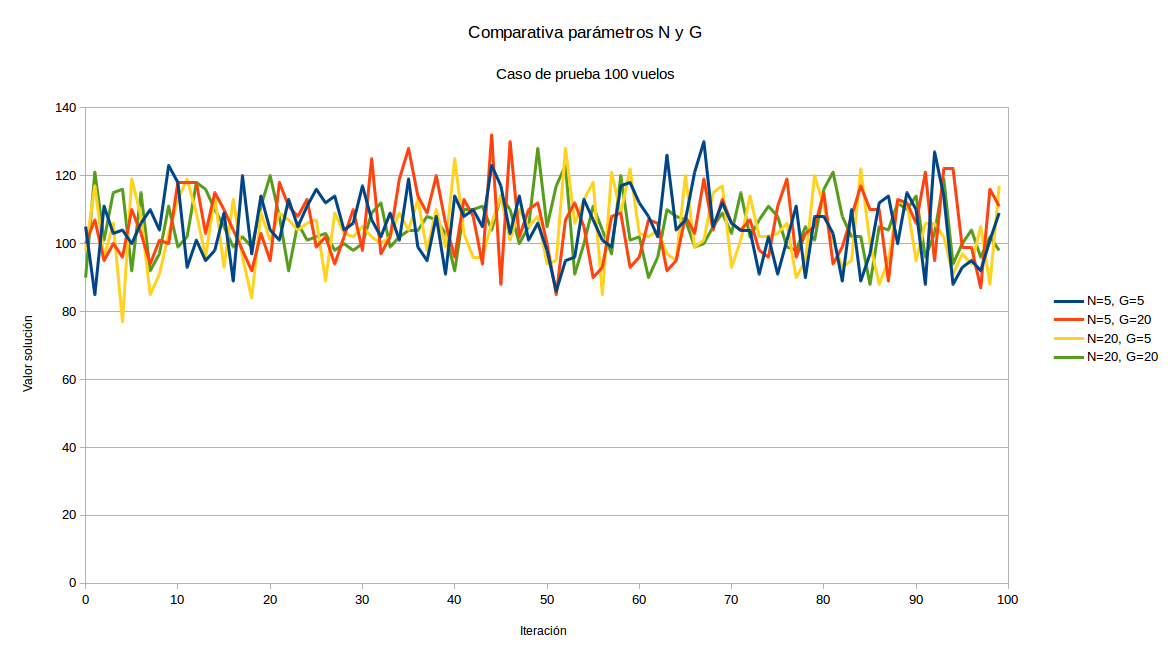 Comparativa parámetros N y G
Caso de prueba 100 vuelos
140
120
100
80
60
40
20
0
Valor solución
0 10 20 30 40 50 60 70 80 90 100
Iteración
N=5, G=5
N=5, G=20
N=20, G=5
N=20, G=20